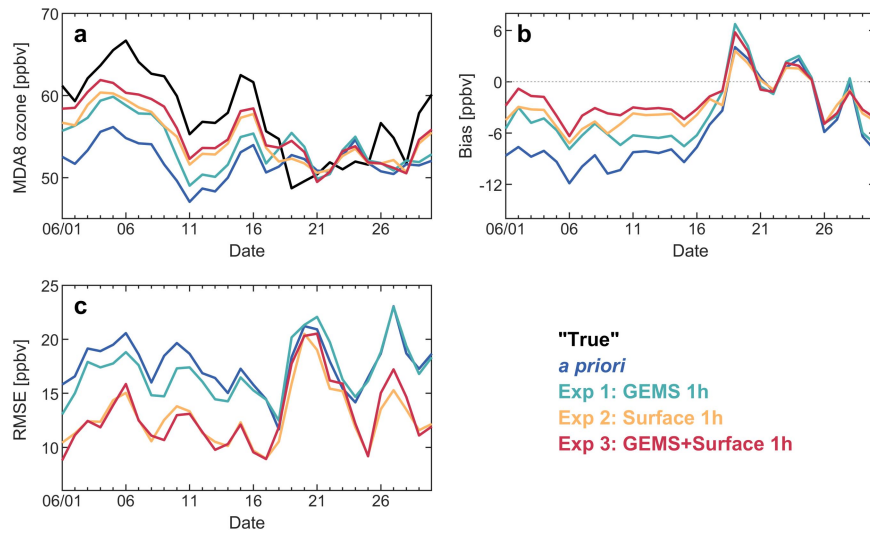 a
MDA8 ozone [ppbv]
70
60
50
06/01 06 11 16 21 26
Date
b
Bias [ppbv]
6
0
-6
-12
06/01 06 11 16 21 26
Date
c
RMSE [ppbv]
25
20
15
10
06/01 06 11 16 21 26
Date
"True"
a priori
Exp 1: GEMS 1h
Exp 2: Surface 1h
Exp 3: GEMS+Surface 1h